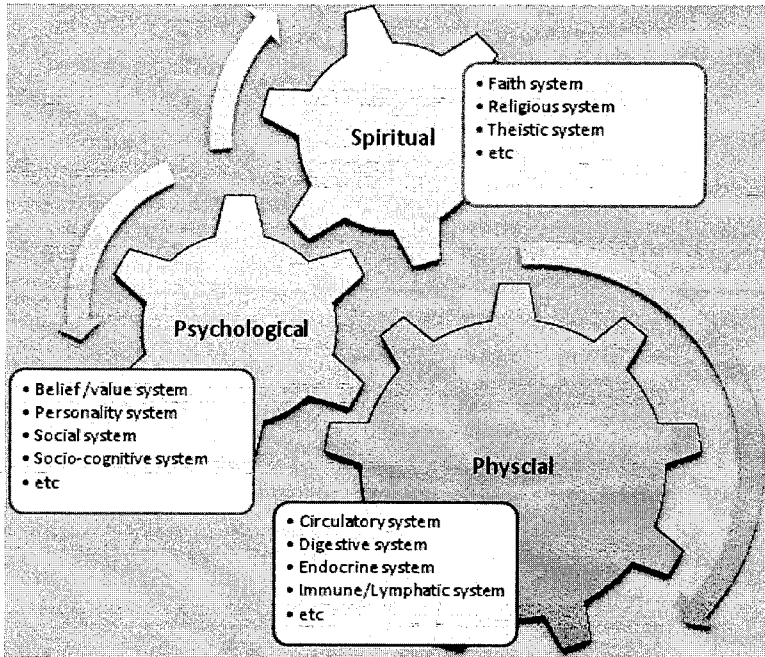 Spiritual
• Faith system
• Religious system
• Theistic system
• etc
Psychological
• Belief/value system
• Personality system
• Social system
• Socio-cognitive system
• etc
Physcial
• Circulatory system
• Digestive system
• Endocrine system
• Immune/Lymphatic system
• etc